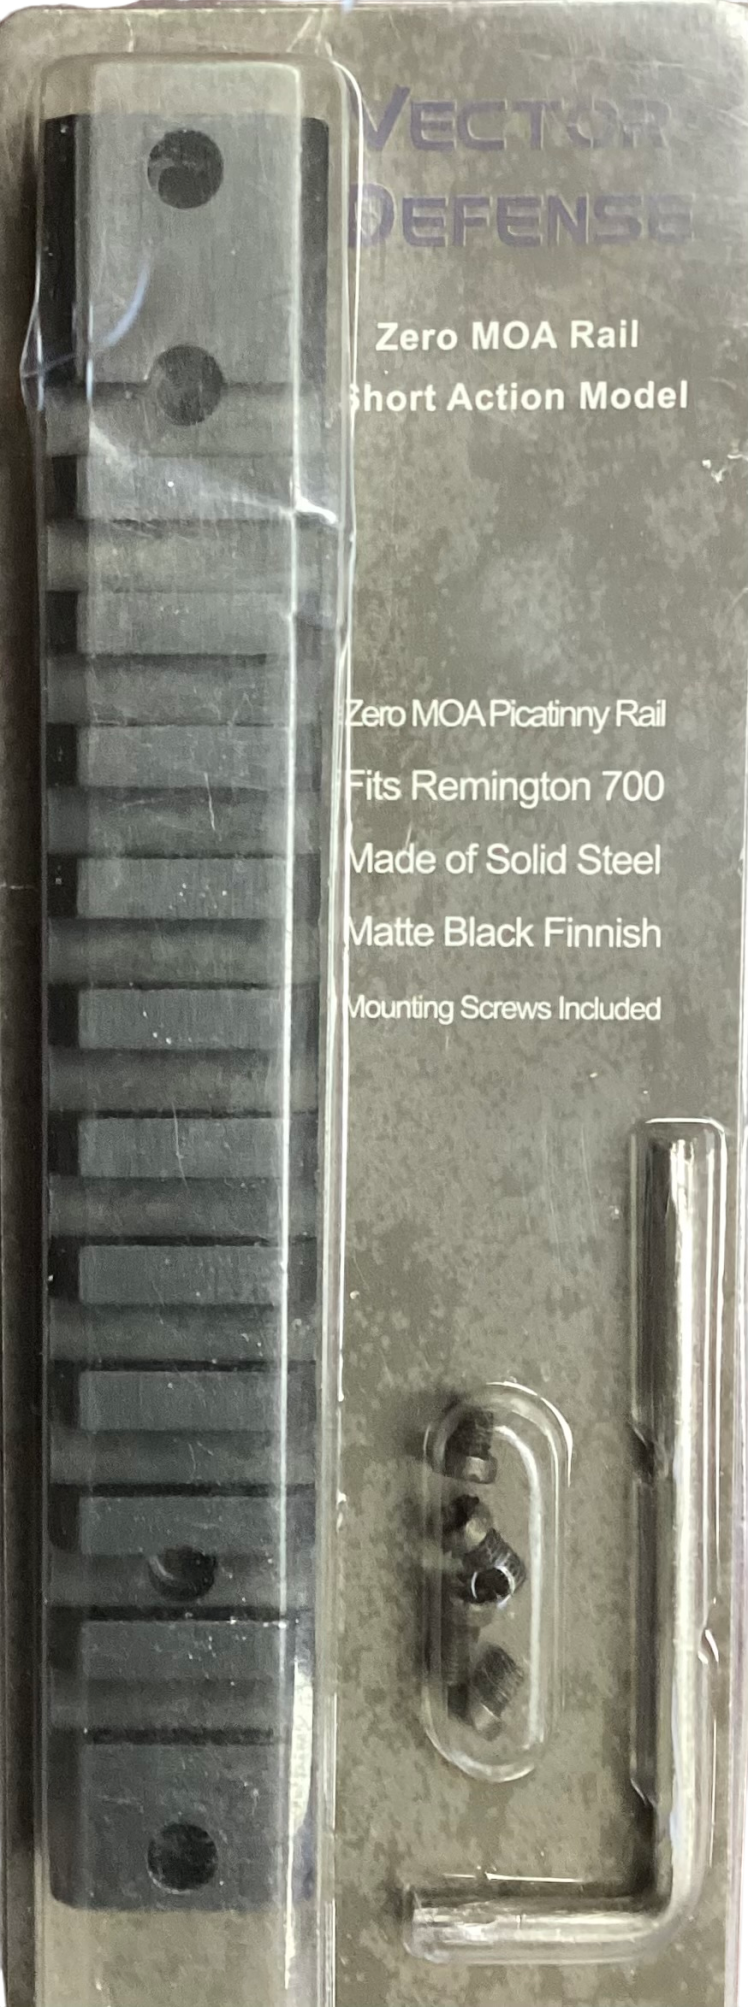 VECTOR
DEFENSE
Zero MOA Rail
Short Action Model
Zero MOA Picatinny Rail
Fits Remington 700
Made of Solid Steel
Matte Black Finnish
Mounting Screws Included